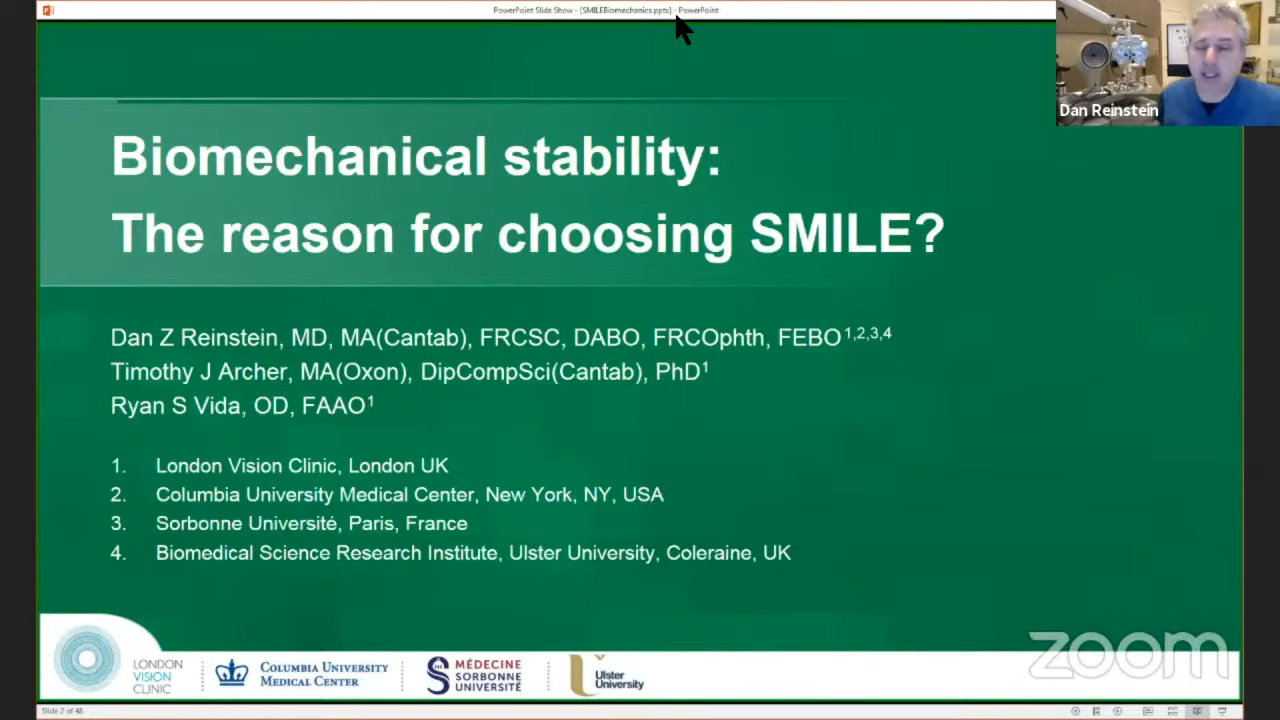 PowerPoint Slide Show - [SMILEBiomechanics.pptx] - PowerPoint
Dan Reinstein
Biomechanical stability:
The reason for choosing SMILE?
Dan Z Reinstein, MD, MA(Cantab), FRCSC, DABO, FRCOphth, FEBO1,2,3,4
Timothy J Archer, MA(Oxon), DipCompSci(Cantab), PhD1
Ryan S Vida, OD, FAAO1
1. London Vision Clinic, London UK
2. Columbia University Medical Center, New York, NY, USA
3. Sorbonne Université, Paris, France
4. Biomedical Science Research Institute, Ulster University, Coleraine, UK
LONDON
VISION
CLINIC
COLUMBIA UNIVERSITY
MEDICAL CENTER
MÉDECINE
SORBONNE
UNIVERSITÉ
Ulster
University
zoom
Slide 2 of 48